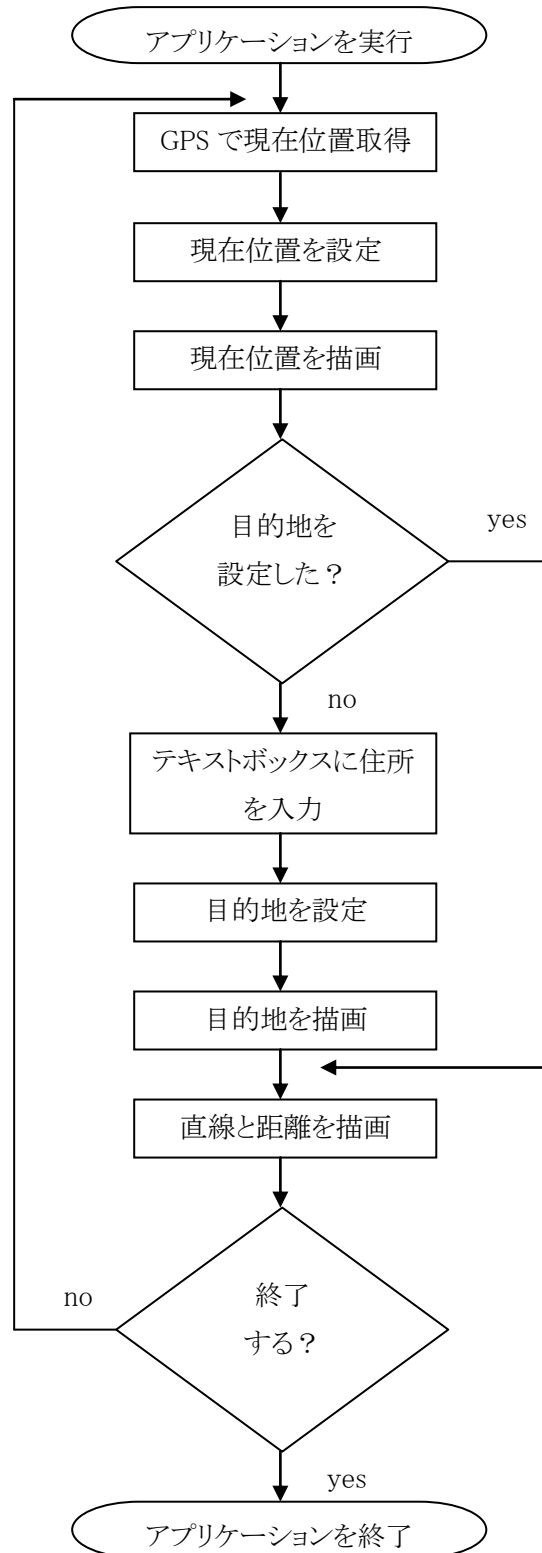 アプリケーションを実行
GPS で現在位置取得
現在位置を設定
現在位置を描画
目的地を
設定した？
yes
no
テキストボックスに住所
を入力
目的地を設定
目的地を描画
直線と距離を描画
no
終了
する？
yes
アプリケーションを終了